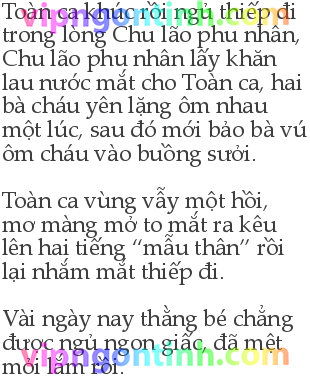 Toàn ca khúc rồi ngủ thiếp đi
trong lòng Chu lão phu nhân,
Chu lão phu nhân lấy khăn
lau nước mắt cho Toàn ca, hai
bà cháu yên lặng ôm nhau
một lúc, sau đó mới bảo bà vú
ôm cháu vào buồng sưởi.
Toàn ca vùng vẫy một hồi,
mơ màng mở to mắt ra kêu
lên hai tiếng “mẫu thân” rồi
lại nhắm mắt thiếp đi.
Vài ngày nay thằng bé chẳng
được ngủ ngon giấc, đã mệt
mỏi lắm rồi.
vipngontinh.com
vipngontinh.com